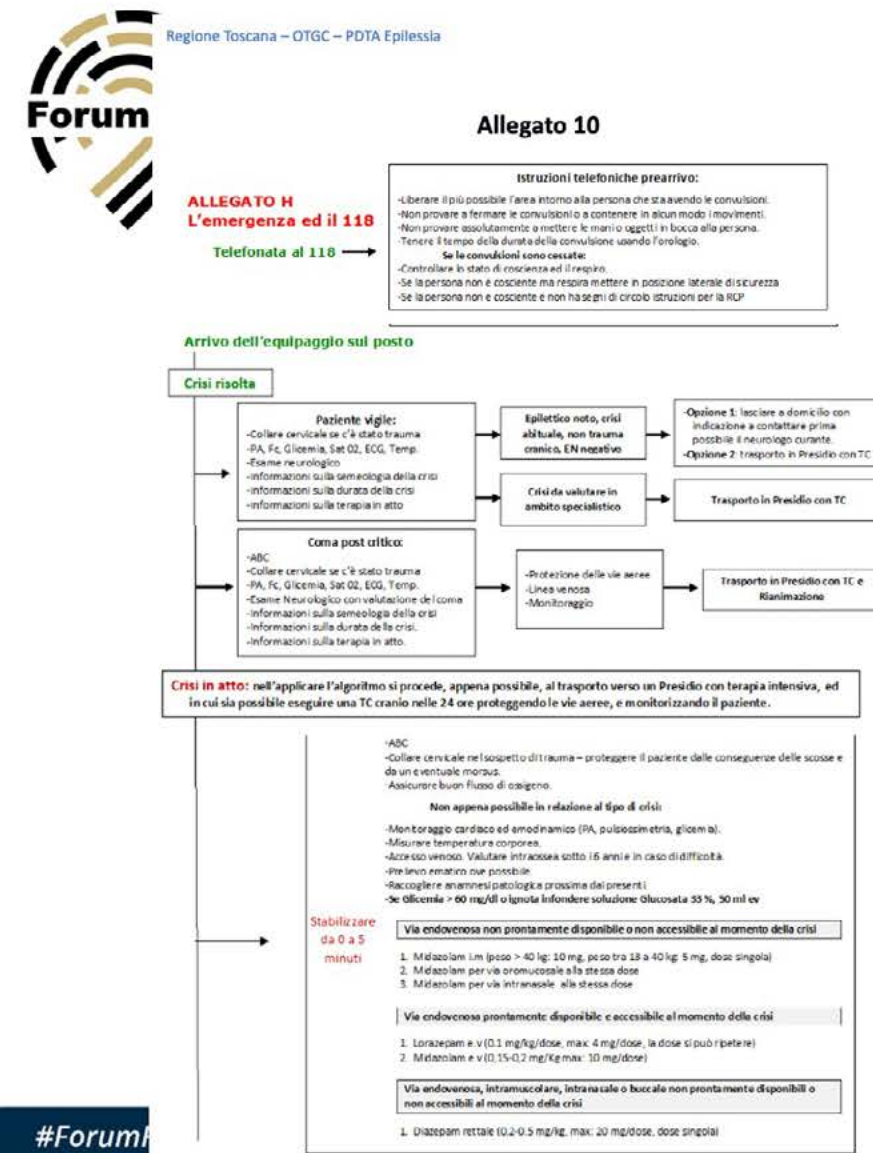 Regione Toscana – OTGC – PDTA Epilessia
Forum
Allegato 10
ALLEGATO H
L'emergenza ed il 118
Telefonata al 118
Istruzioni telefoniche prearrivo:
-Liberare il più possibile l'area intorno alla persona che sta avendo le convulsioni.
-Non provare a fermare le convulsioni o a contenere in alcun modo i movimenti.
-Non provare assolutamente a mettere le mani o oggetti in bocca alla persona.
-Tenere il tempo della durata della convulsione usando l'orologio.
Se le convulsioni sono cessate:
-Controllare lo stato di coscienza ed il respiro.
-Se la persona non è cosciente ma respira mettere in posizione laterale di sicurezza
-Se la persona non è cosciente e non ha segni di circolo istruzioni per la RCP
Arrivo dell'equipaggio sul posto
Crisi risolta
Paziente vigile:
-Collare cervicale se c'è stato trauma
-PA, Fc, Glicemia, Sat 02, ECG, Temp.
-Esame neurologico
-Informazioni sulla semeologia della crisi
-Informazioni sulla durata della crisi
-Informazioni sulla terapia in atto
Epilettico noto, crisi
abituale, non trauma
cranico, EN negativo
-Opzione 1: lasciare a domicilio con
indicazione a contattare prima
possibile il neurologo curante.
-Opzione 2: trasporto in Presidio con TC
Crisi da valutare in
ambito specialistico
Trasporto in Presidio con TC
Coma post critico:
-ABC
-Collare cervicale se c'è stato trauma
-PA, Fc, Glicemia, Sat 02, ECG, Temp.
-Esame Neurologico con valutazione del coma
-Informazioni sulla semeologia della crisi
-Informazioni sulla durata della crisi.
-Informazioni sulla terapia in atto.
-Protezione delle vie aeree
-Linea venosa
-Monitoraggio
Trasporto in Presidio con TC e
Rianimazione
Crisi in atto: nell'applicare l'algoritmo si procede, appena possibile, al trasporto verso un Presidio con terapia intensiva, ed
in cui sia possibile eseguire una TC cranio nelle 24 ore proteggendo le vie aeree, e monitorizzando il paziente.
-ABC
-Collare cervicale nel sospetto di trauma – proteggere il paziente dalle conseguenze delle scosse e
da un eventuale morsus.
-Assicurare buon flusso di ossigeno.
Non appena possibile in relazione al tipo di crisi:
-Monitoraggio cardiaco ed emodinamico (PA, pulsiossimetria, glicemia).
-Misurare temperatura corporea.
-Accesso venoso. Valutare intraossea sotto i 6 anni e in caso di difficoltà.
-Prelievo ematico ove possibile
-Raccogliere anamnesi patologica prossima dai presenti
-Se Glicemia > 60 mg/dl o ignota infondere soluzione Glucosata 33 %, 50 ml ev
Stabilizzare
da 0 a 5
minuti
Via endovenosa non prontamente disponibile o non accessibile al momento della crisi
1. Midazolam i.m (peso > 40 kg: 10 mg, peso tra 13 a 40 kg: 5 mg, dose singola)
2. Midazolam per via oromucosale alla stessa dose
3. Midazolam per via intranasale alla stessa dose
Via endovenosa prontamente disponibile e accessibile al momento della crisi
1. Lorazepam e.v (0.1 mg/kg/dose, max: 4 mg/dose, la dose si può ripetere)
2. Midazolam e.v (0,15-0,2 mg/Kg max: 10 mg/dose)
Via endovenosa, intramuscolare, intranasale o buccale non prontamente disponibili o
non accessibili al momento della crisi
1. Diazepam rettale (0.2-0.5 mg/kg, max: 20 mg/dose, dose singola)
#Forum